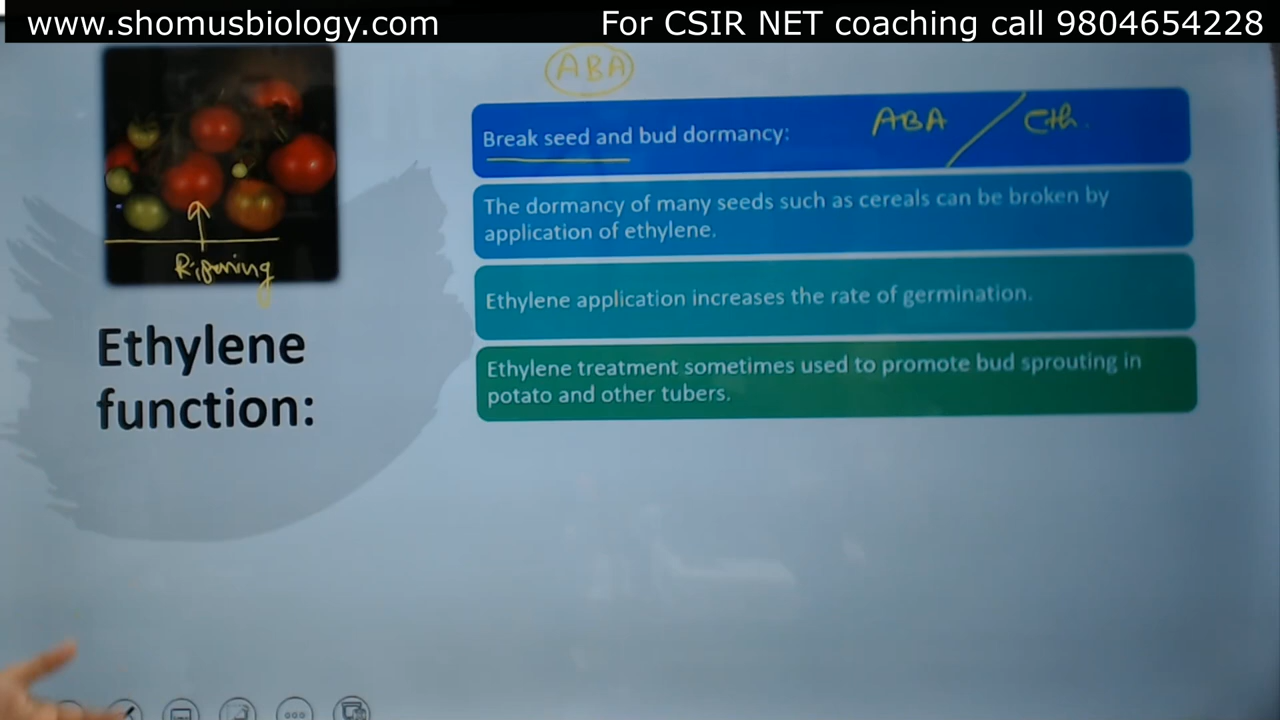 www.shomusbiology.com
For CSIR NET coaching call 9804654228
ABA
Break seed and bud dormancy:
ABA / Eth.
The dormancy of many seeds such as cereals can be broken by
application of ethylene.
Ethylene application increases the rate of germination.
Ethylene treatment sometimes used to promote bud sprouting in
potato and other tubers.
Ripening
Ethylene
function: